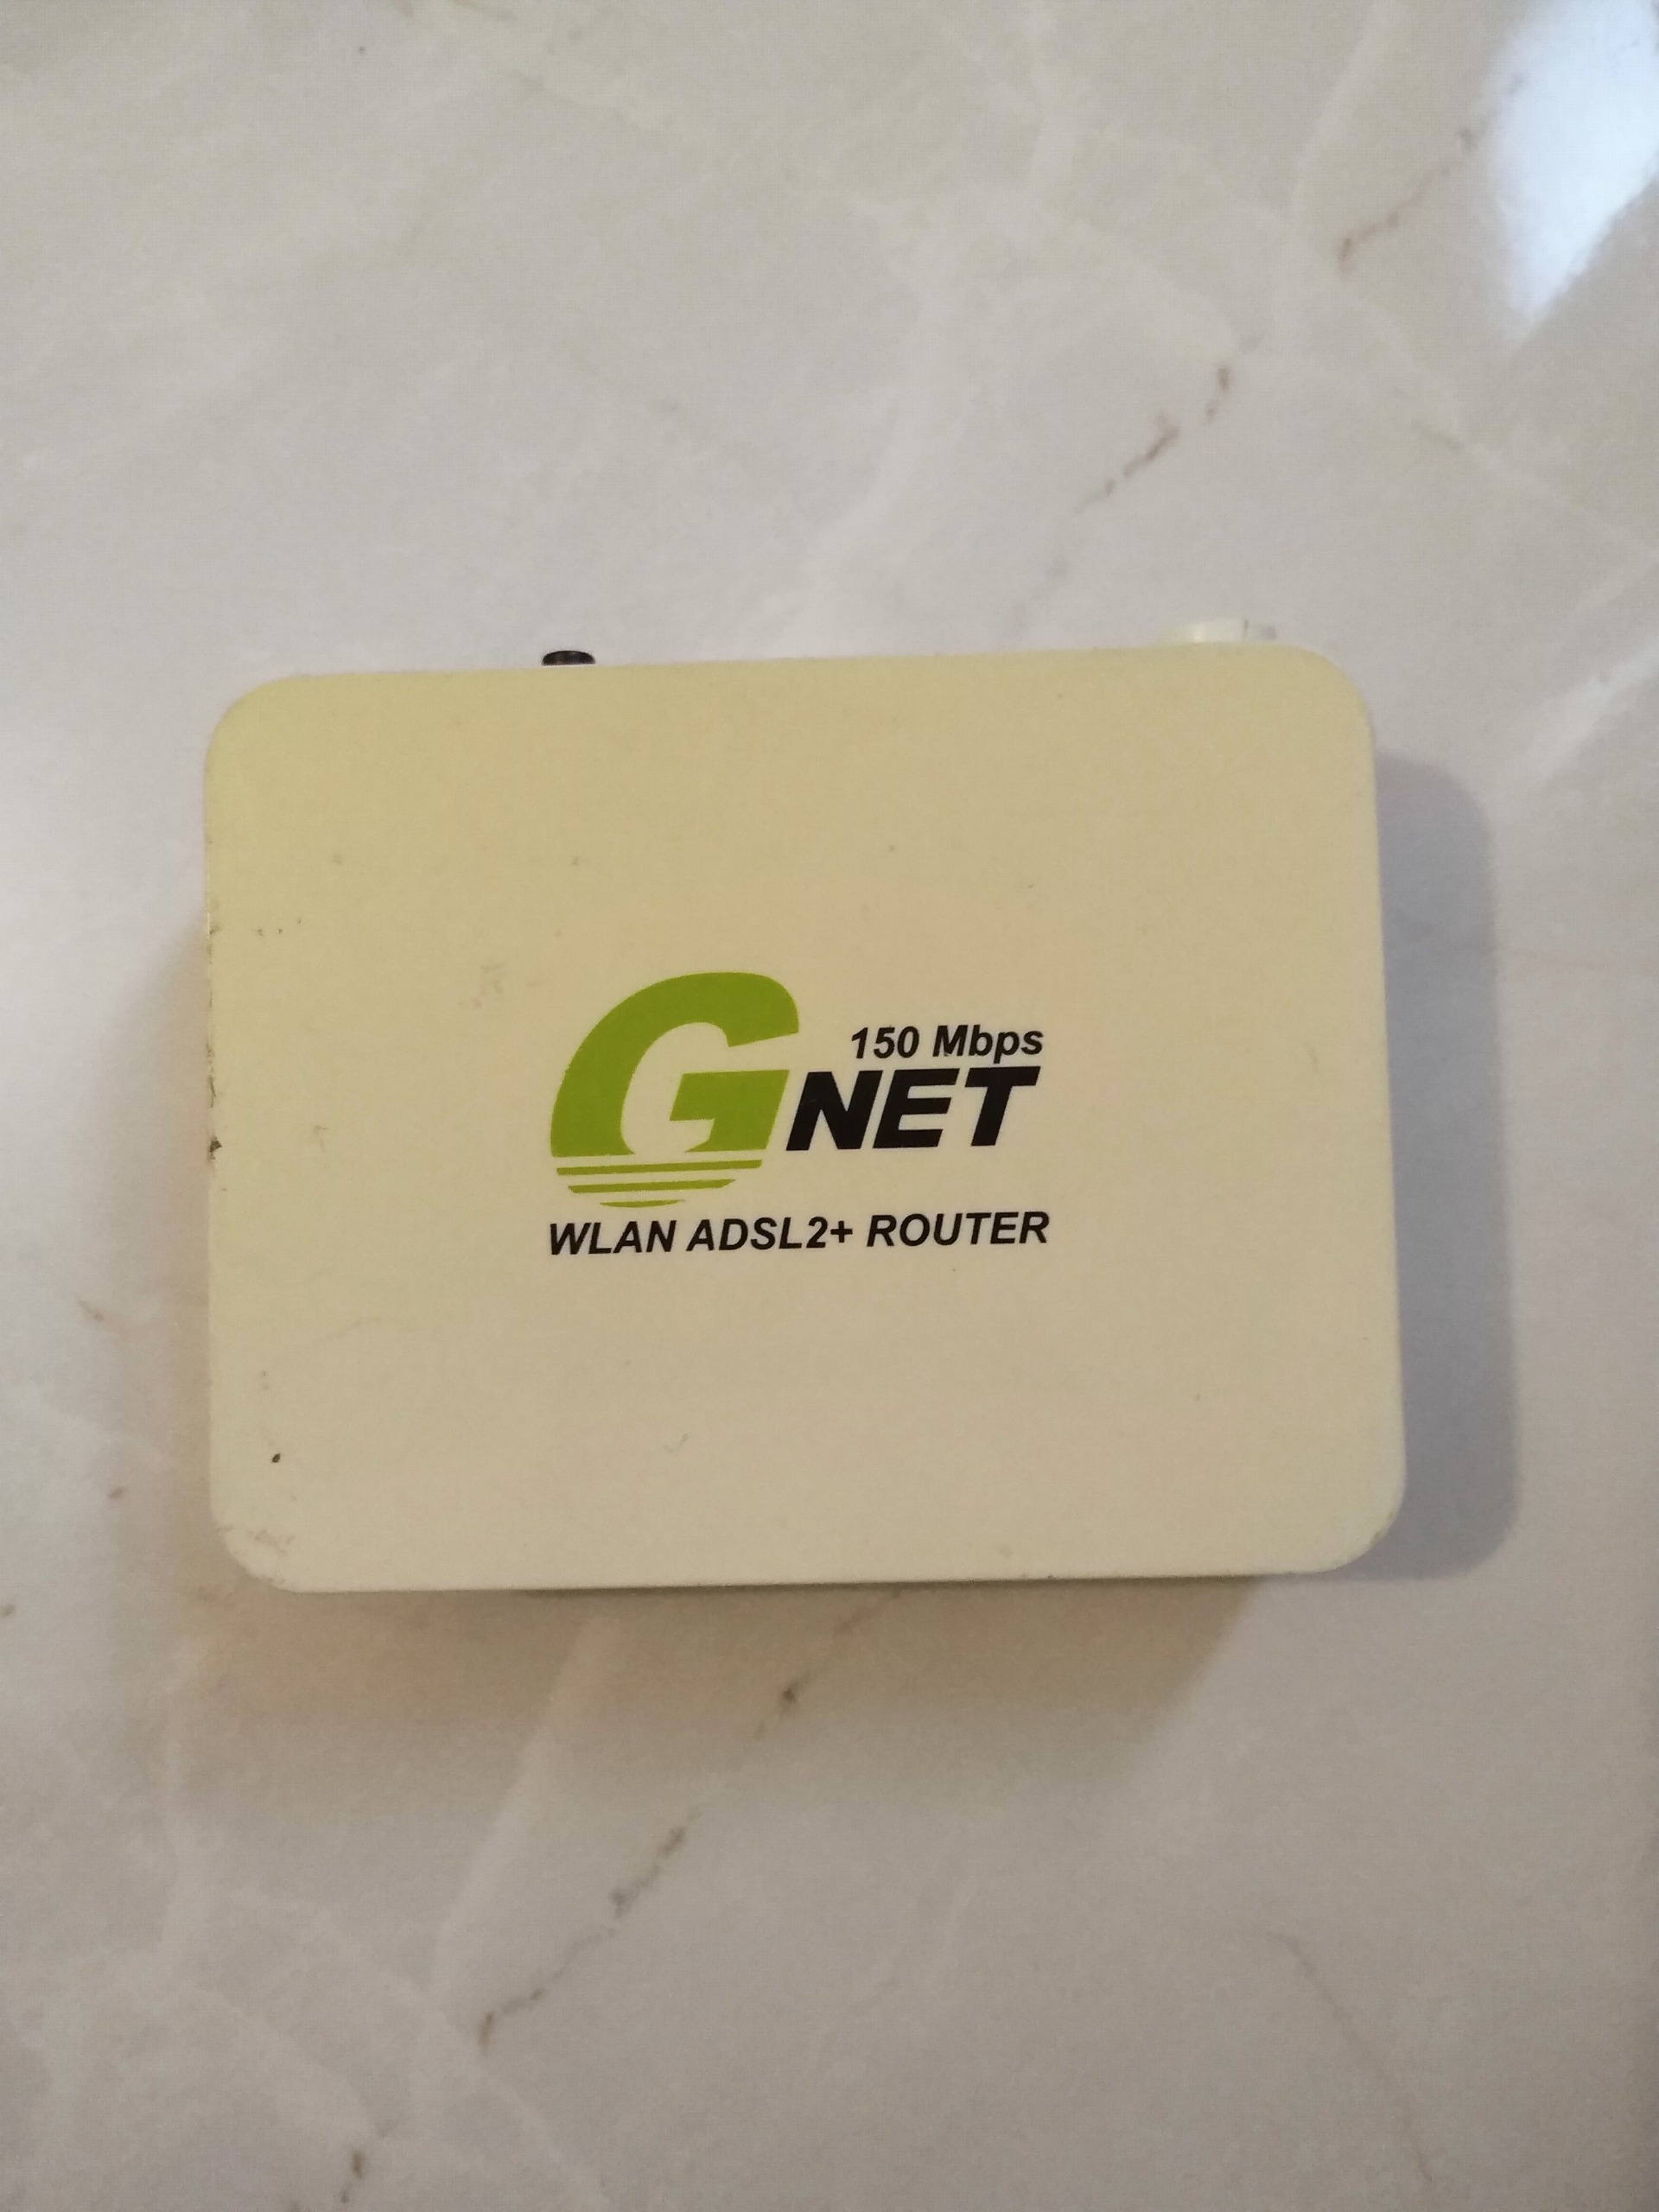 150 Mbps
GNET
WLAN ADSL2+ ROUTER